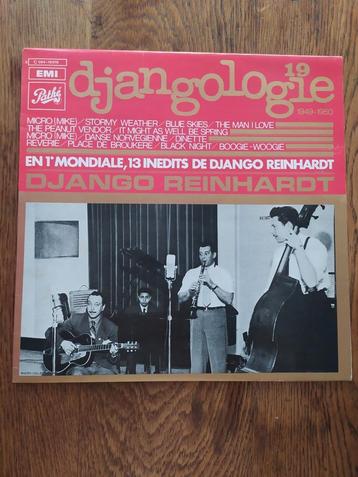 EMI
Pathé
djangologie
19
1949-1950
MICRO (MIKE) / STORMY WEATHER / BLUE SKIES / THE MAN I LOVE
THE PEANUT VENDOR / IT MIGHT AS WELL BE SPRING
MICRO (MIKE) / DANSE NORVEGIENNE / DINETTE
REVERIE / PLACE DE BROUKERE / BLACK NIGHT / BOOGIE-WOOGIE
EN 1e MONDIALE, 13 INEDITS DE DJANGO REINHARDT
DJANGO REINHARDT